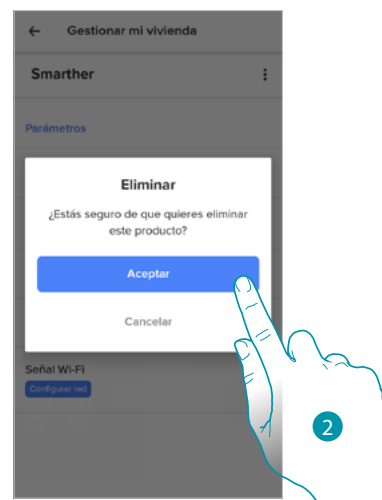 Gestionar mi vivienda
Smarther
Parámetros
Eliminar
¿Estás seguro de que quieres eliminar
este producto?
Aceptar
Cancelar
Señal Wi-Fi
Configurar red
2